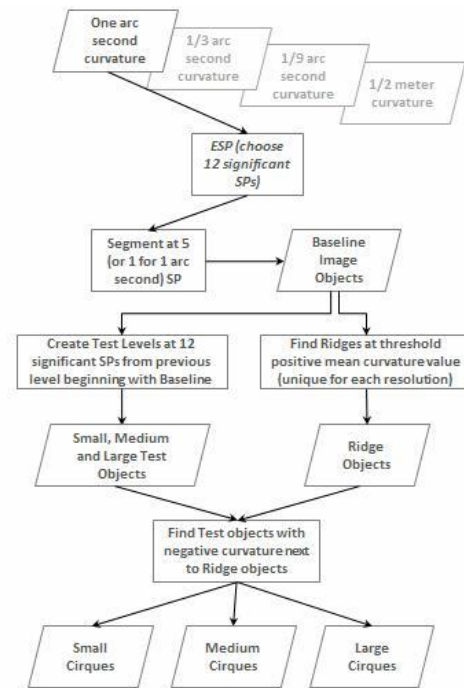 One arc
second
curvature
1/3 arc
second
curvature
1/9 arc
second
curvature
1/2 meter
curvature
ESP (choose
12 significant
SPs)
Segment at 5
(or 1 for 1 arc
second) SP
Baseline
Image
Objects
Create Test Levels at 12
significant SPs from previous
level beginning with Baseline
Find Ridges at threshold
positive mean curvature value
(unique for each resolution)
Small, Medium
and Large Test
Objects
Ridge
Objects
Find Test objects with
negative curvature next
to Ridge objects
Small
Cirques
Medium
Cirques
Large
Cirques